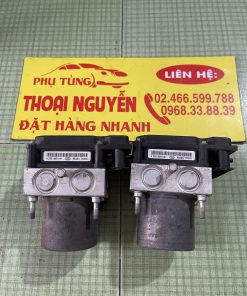 PHỤ TÙNG
LIÊN HỆ:
THOẠI NGUYỄN
02.466.599.788
0968.33.88.39
ĐẶT HÀNG NHANH